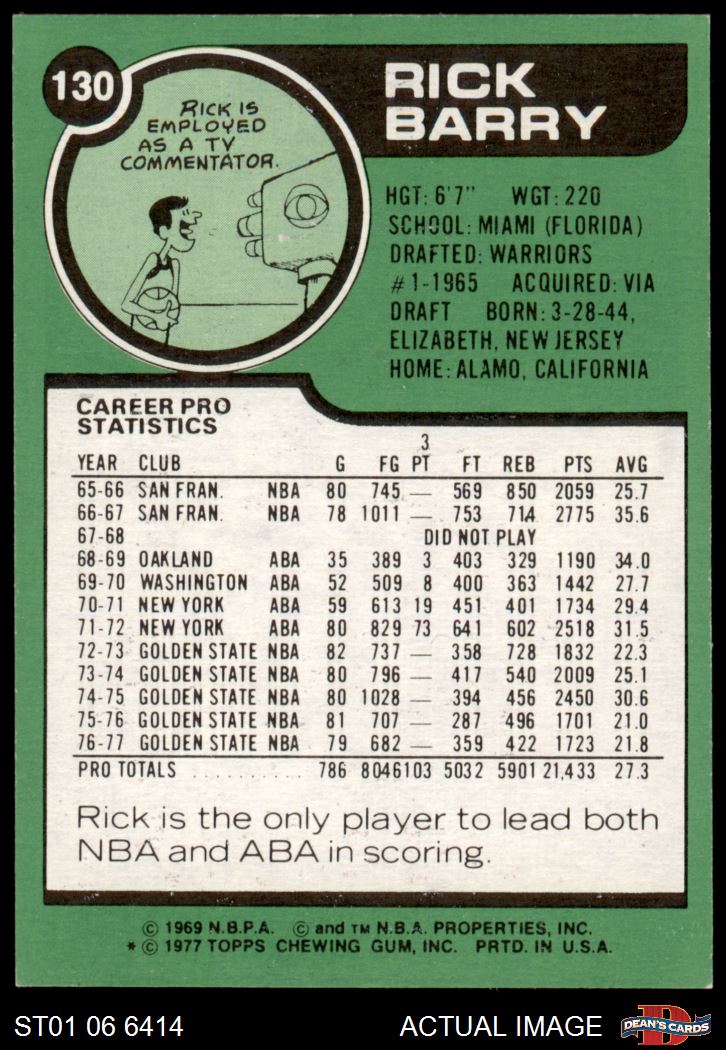 130
RICK
BARRY
RICK IS
EMPLOYED
AS A TV
COMMENTATOR.
HGT: 6'7" WGT: 220
SCHOOL: MIAMI (FLORIDA)
DRAFTED: WARRIORS
#1-1965 ACQUIRED: VIA
DRAFT BORN: 3-28-44,
ELIZABETH, NEW JERSEY
HOME: ALAMO, CALIFORNIA
CAREER PRO
STATISTICS
YEAR CLUB G FG 3 PT FT REB PTS AVG
65-66 SAN FRAN. NBA 80 745 — 569 850 2059 25.7
66-67 SAN FRAN. NBA 78 1011 — 753 714 2775 35.6
67-68 DID NOT PLAY
68-69 OAKLAND ABA 35 389 3 403 329 1190 34.0
69-70 WASHINGTON ABA 52 509 8 400 363 1442 27.7
70-71 NEW YORK ABA 59 613 19 451 401 1734 29.4
71-72 NEW YORK ABA 80 829 73 641 602 2518 31.5
72-73 GOLDEN STATE NBA 82 737 — 358 728 1832 22.3
73-74 GOLDEN STATE NBA 80 796 — 417 540 2009 25.1
74-75 GOLDEN STATE NBA 80 1028 — 394 456 2450 30.6
75-76 GOLDEN STATE NBA 81 707 — 287 496 1701 21.0
76-77 GOLDEN STATE NBA 79 682 — 359 422 1723 21.8
PRO TOTALS .......... 786 8046 103 5032 5901 21,433 27.3
Rick is the only player to lead both
NBA and ABA in scoring.
© 1969 N.B.P.A. © and TM N.B.A. PROPERTIES, INC.
* © 1977 TOPPS CHEWING GUM, INC. PRTD. IN U.S.A.
ST01 06 6414 ACTUAL IMAGE D DEAN'S CARDS